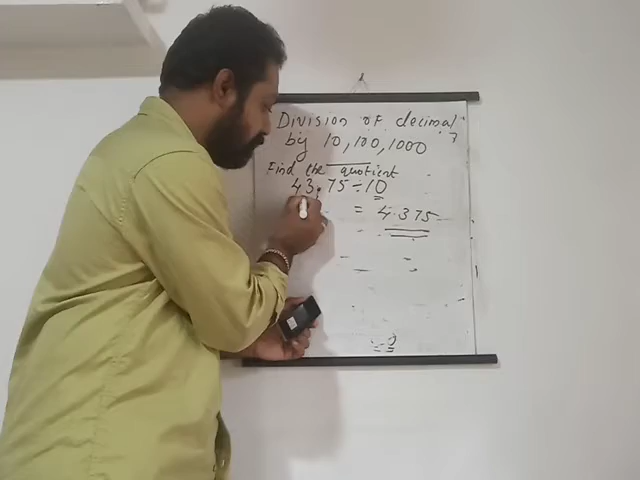 Division of decimal
by 10,100,1000
Find the quotient
43.75÷10
= 4.375